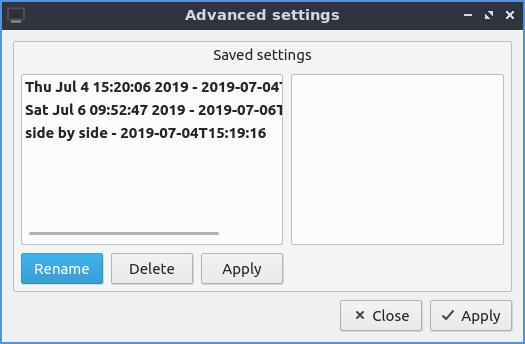 Advanced settings
Saved settings
Thu Jul 4 15:20:06 2019 - 2019-07-04T
Sat Jul 6 09:52:47 2019 - 2019-07-06T
side by side - 2019-07-04T15:19:16
Rename
Delete
Apply
Close
Apply